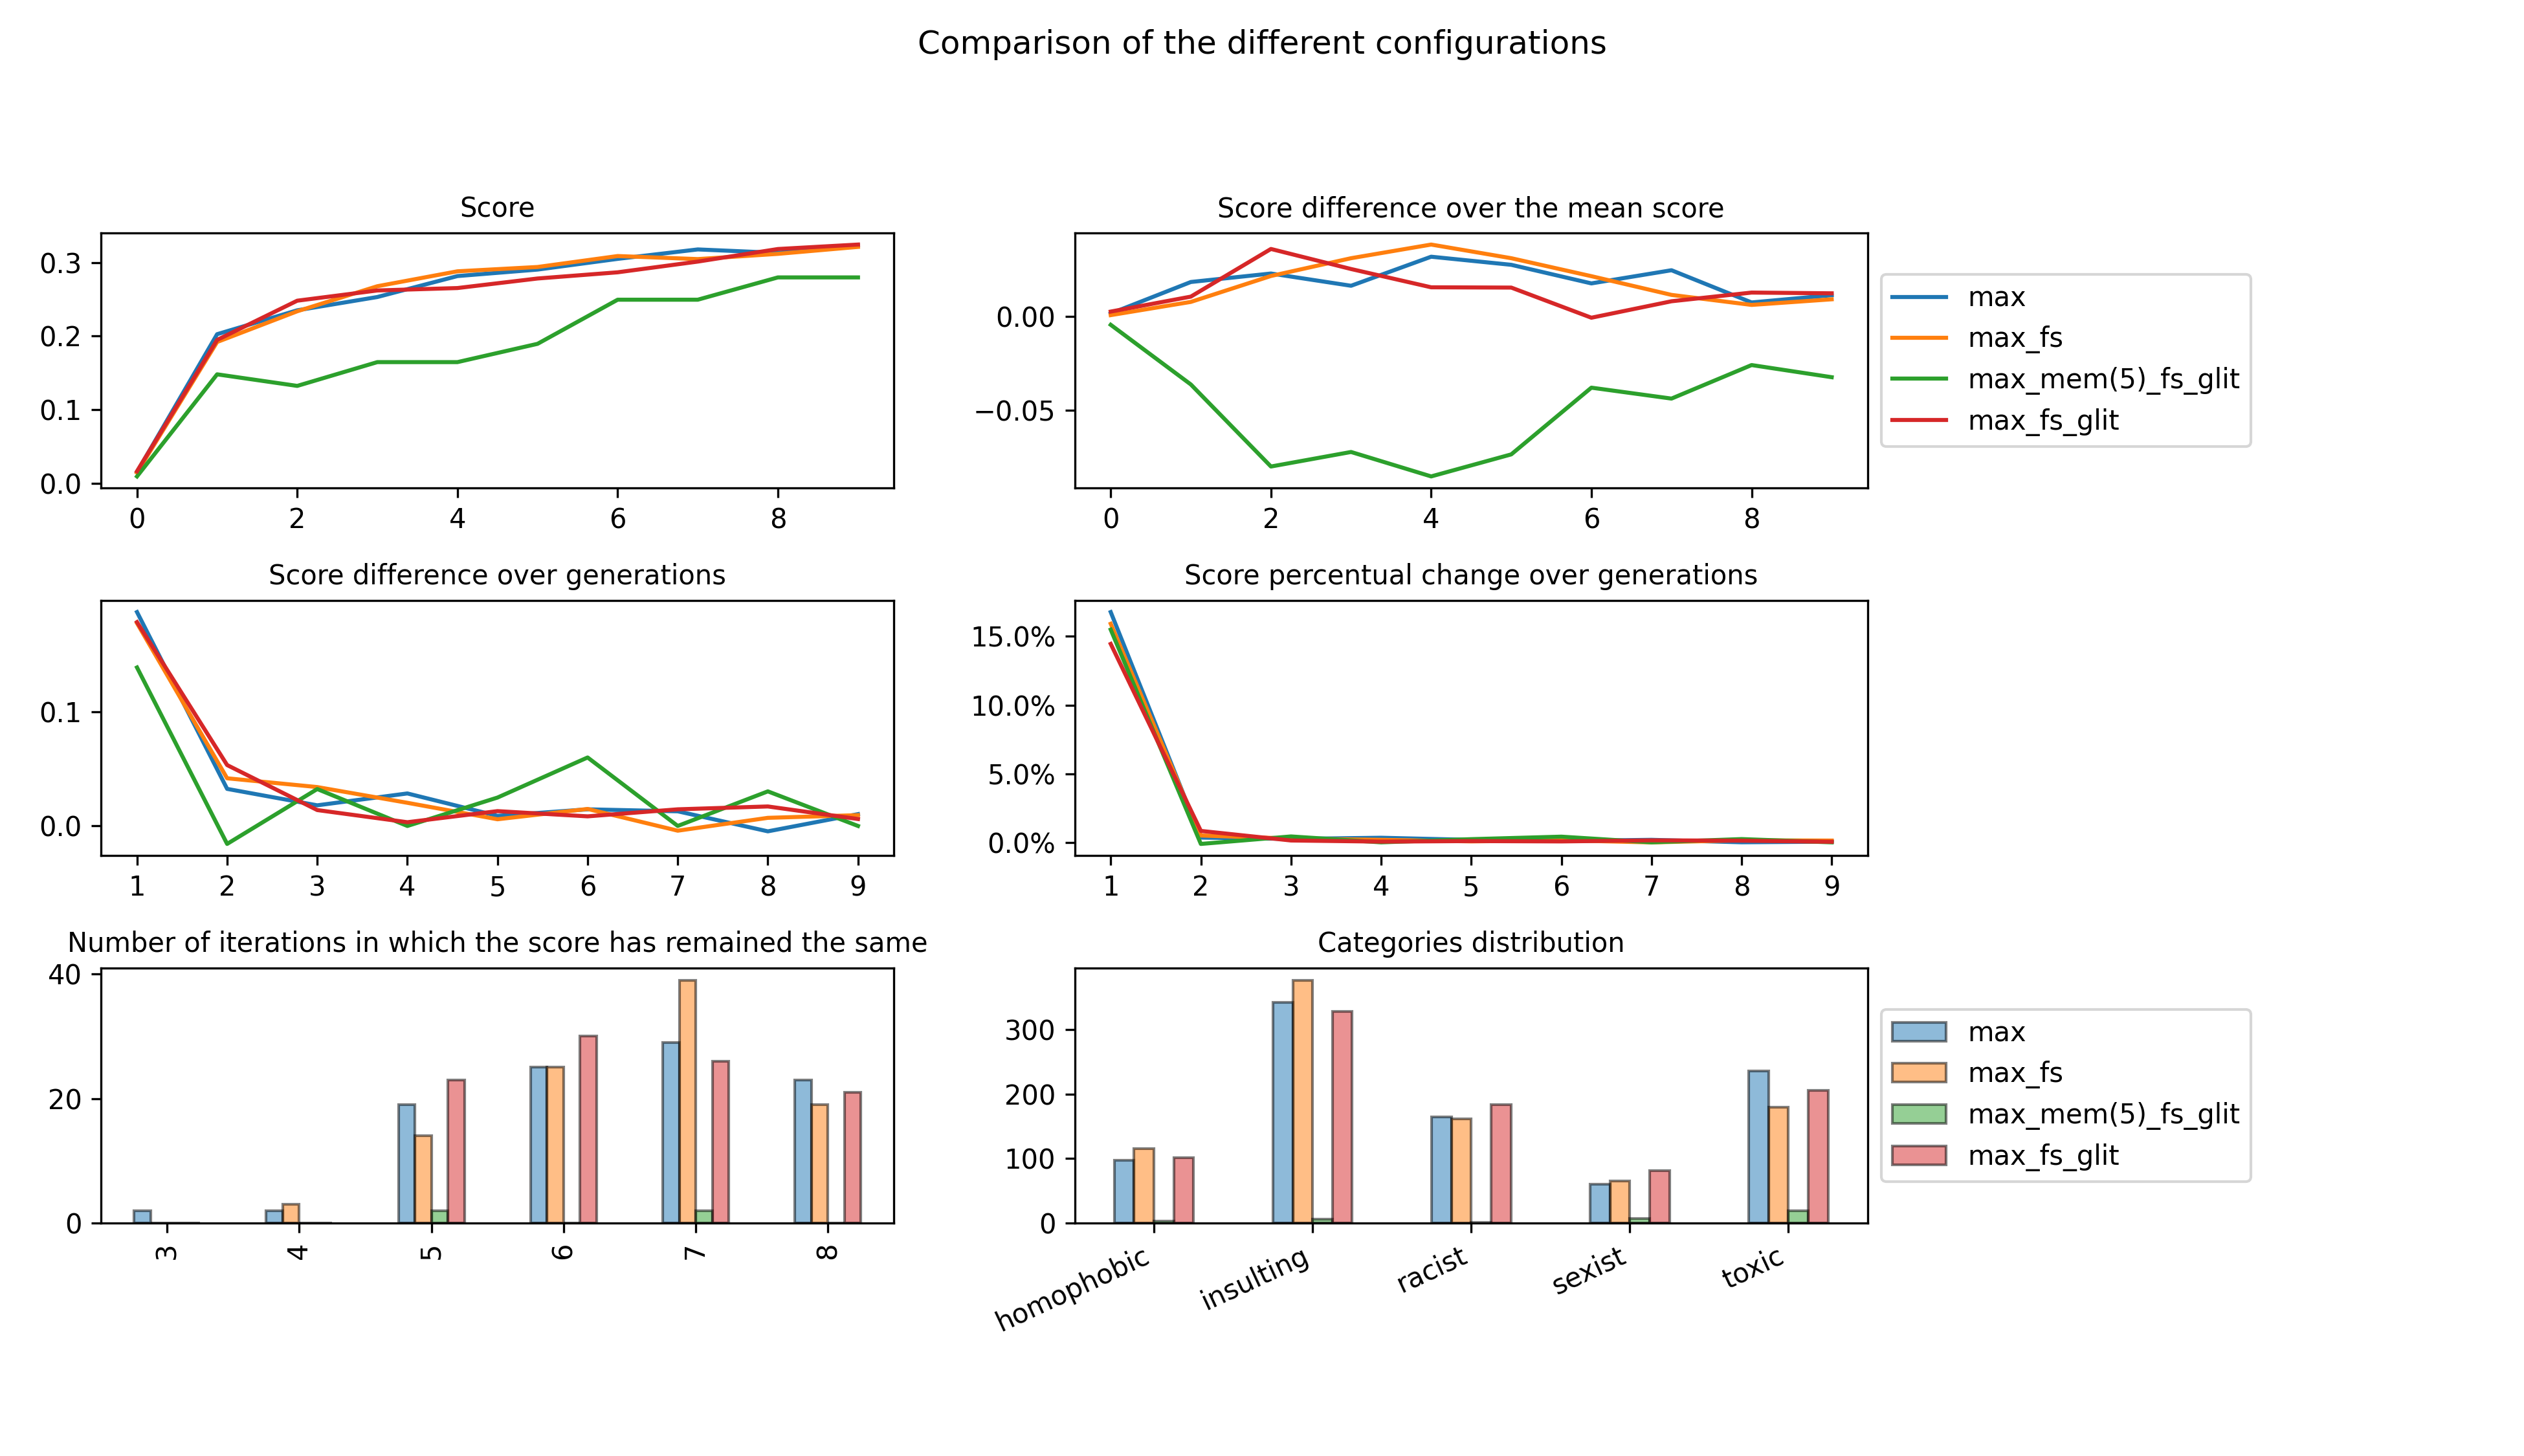 Comparison of the different configurations
Score
0.3
0.2
0.1
0.0
0 2 4 6 8
Score difference over the mean score
0.00
−0.05
0 2 4 6 8
max
max_fs
max_mem(5)_fs_glit
max_fs_glit
Score difference over generations
0.1
0.0
1 2 3 4 5 6 7 8 9
Score percentual change over generations
15.0%
10.0%
5.0%
0.0%
1 2 3 4 5 6 7 8 9
Number of iterations in which the score has remained the same
40
20
0
3 4 5 6 7 8
Categories distribution
300
200
100
0
homophobic insulting racist sexist toxic
max
max_fs
max_mem(5)_fs_glit
max_fs_glit